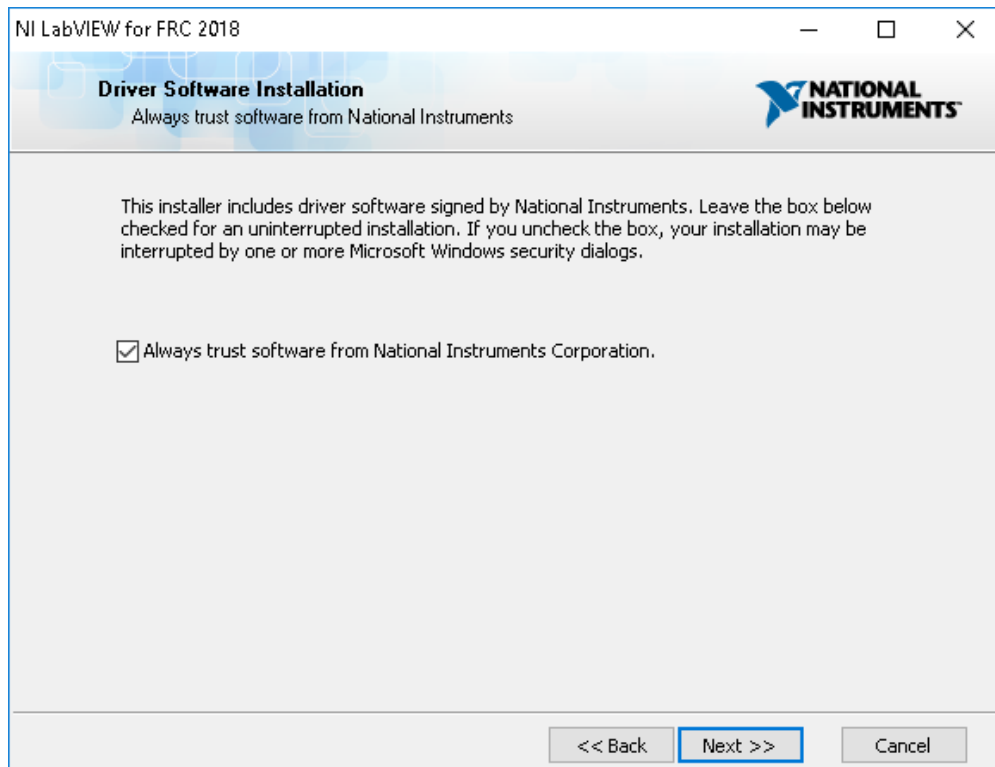 NI LabVIEW for FRC 2018
Driver Software Installation
Always trust software from National Instruments
NATIONAL
INSTRUMENTS™
This installer includes driver software signed by National Instruments. Leave the box below
checked for an uninterrupted installation. If you uncheck the box, your installation may be
interrupted by one or more Microsoft Windows security dialogs.
Always trust software from National Instruments Corporation.
<< Back
Next >>
Cancel